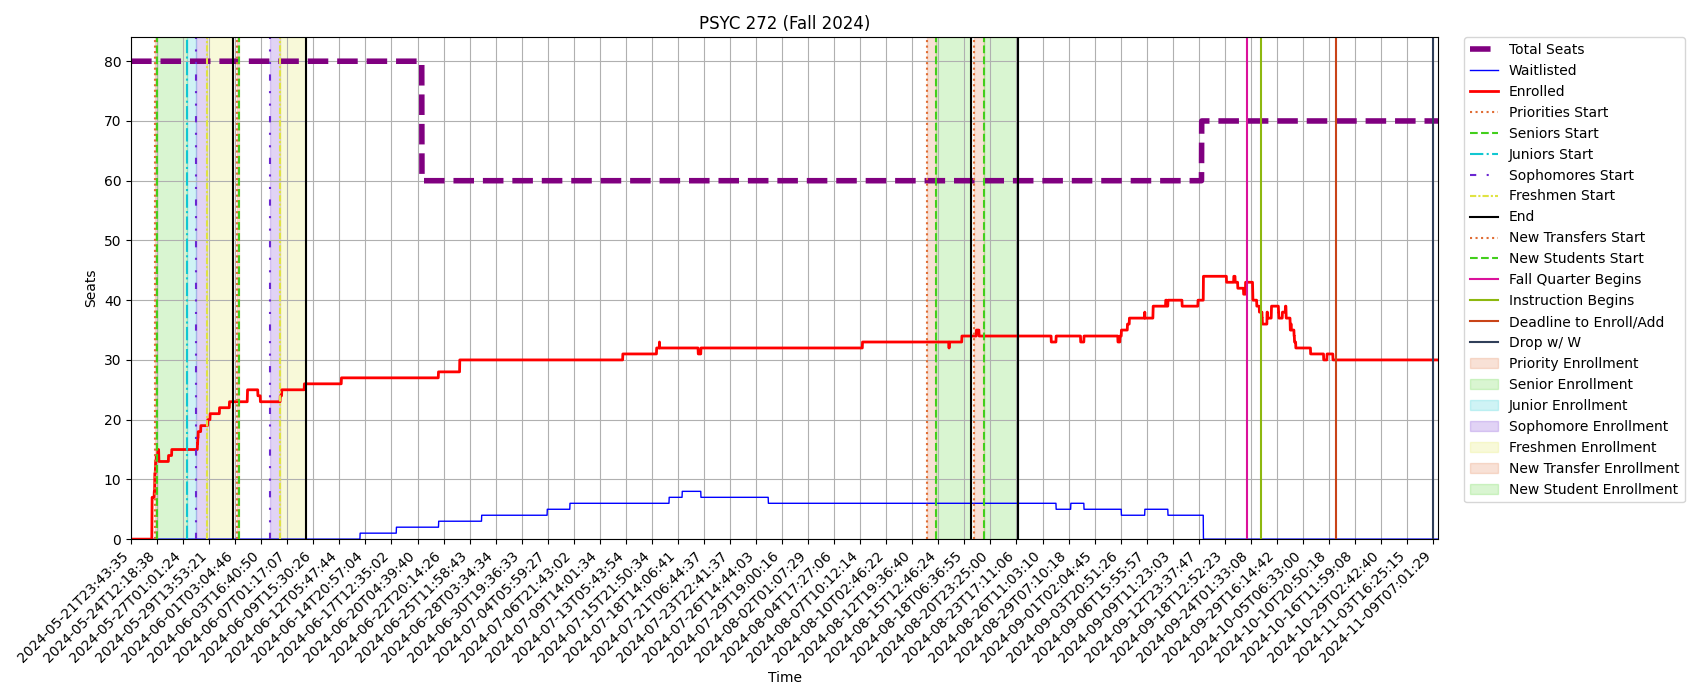 PSYC 272 (Fall 2024)
Seats
80
70
60
50
40
30
20
10
0
2024-05-21T23:43:35
2024-05-24T12:18:38
2024-05-27T01:01:24
2024-05-29T13:53:21
2024-06-01T03:04:46
2024-06-03T16:40:50
2024-06-07T01:17:07
2024-06-09T15:30:26
2024-06-12T05:47:44
2024-06-14T20:57:04
2024-06-17T12:35:02
2024-06-20T04:39:40
2024-06-22T20:14:26
2024-06-25T11:58:43
2024-06-28T03:34:34
2024-06-30T19:36:33
2024-07-04T05:59:27
2024-07-06T21:43:02
2024-07-09T14:01:34
2024-07-13T05:43:54
2024-07-15T21:50:34
2024-07-18T14:06:41
2024-07-21T06:44:37
2024-07-23T22:41:37
2024-07-26T14:44:03
2024-07-29T19:00:16
2024-08-02T01:07:29
2024-08-04T17:27:06
2024-08-07T10:12:14
2024-08-10T02:46:22
2024-08-12T19:36:40
2024-08-15T12:46:24
2024-08-18T06:36:55
2024-08-20T23:25:00
2024-08-23T17:11:06
2024-08-26T11:03:10
2024-08-29T07:10:18
2024-09-01T02:04:45
2024-09-03T20:51:26
2024-09-06T15:55:57
2024-09-09T11:23:03
2024-09-12T23:37:47
2024-09-18T12:52:23
2024-09-24T01:33:08
2024-09-29T16:14:42
2024-10-05T06:33:00
2024-10-10T20:50:18
2024-10-16T11:59:08
2024-10-29T02:42:40
2024-11-03T16:25:15
2024-11-09T07:01:29
Time
Total Seats
Waitlisted
Enrolled
Priorities Start
Seniors Start
Juniors Start
Sophomores Start
Freshmen Start
End
New Transfers Start
New Students Start
Fall Quarter Begins
Instruction Begins
Deadline to Enroll/Add
Drop w/ W
Priority Enrollment
Senior Enrollment
Junior Enrollment
Sophomore Enrollment
Freshmen Enrollment
New Transfer Enrollment
New Student Enrollment